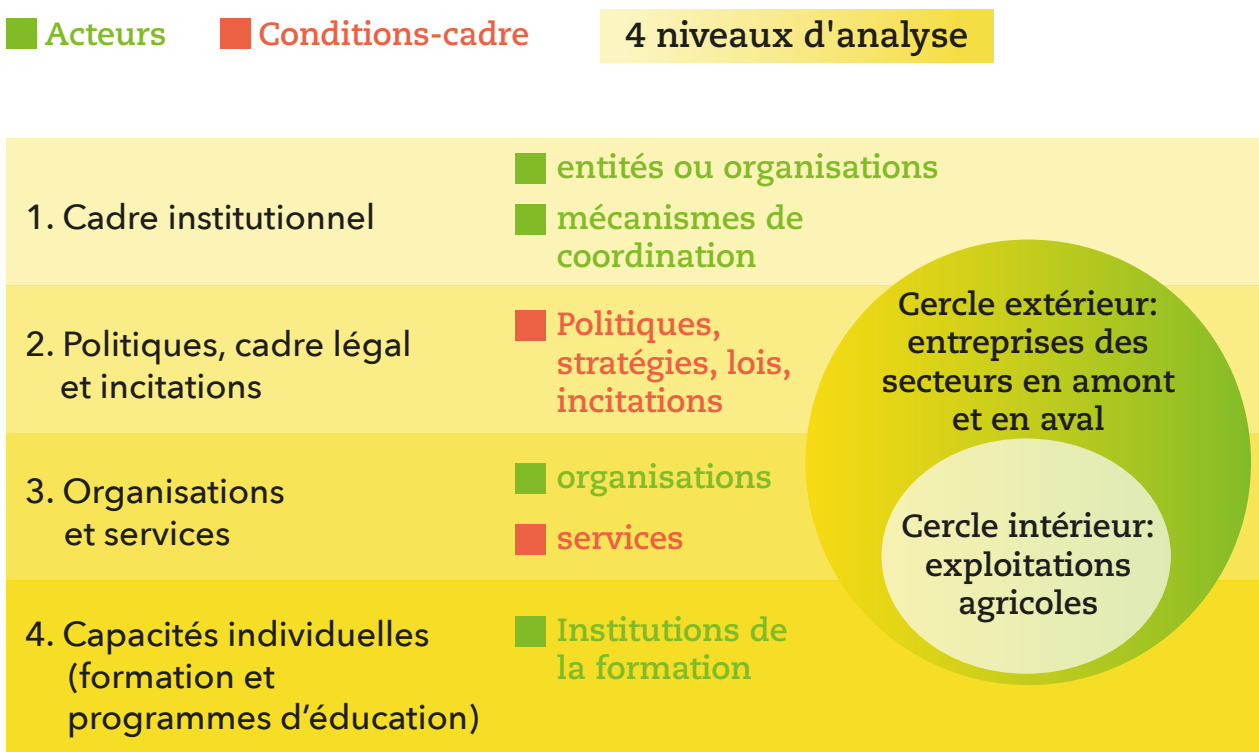 Acteurs
Conditions-cadre
4 niveaux d'analyse
1. Cadre institutionnel
entités ou organisations
mécanismes de
coordination
2. Politiques, cadre légal
et incitations
Politiques,
stratégies, lois,
incitations
3. Organisations
et services
organisations
services
4. Capacités individuelles
(formation et
programmes d’éducation)
Institutions de
la formation
Cercle extérieur:
entreprises des
secteurs en amont
et en aval
Cercle intérieur:
exploitations
agricoles